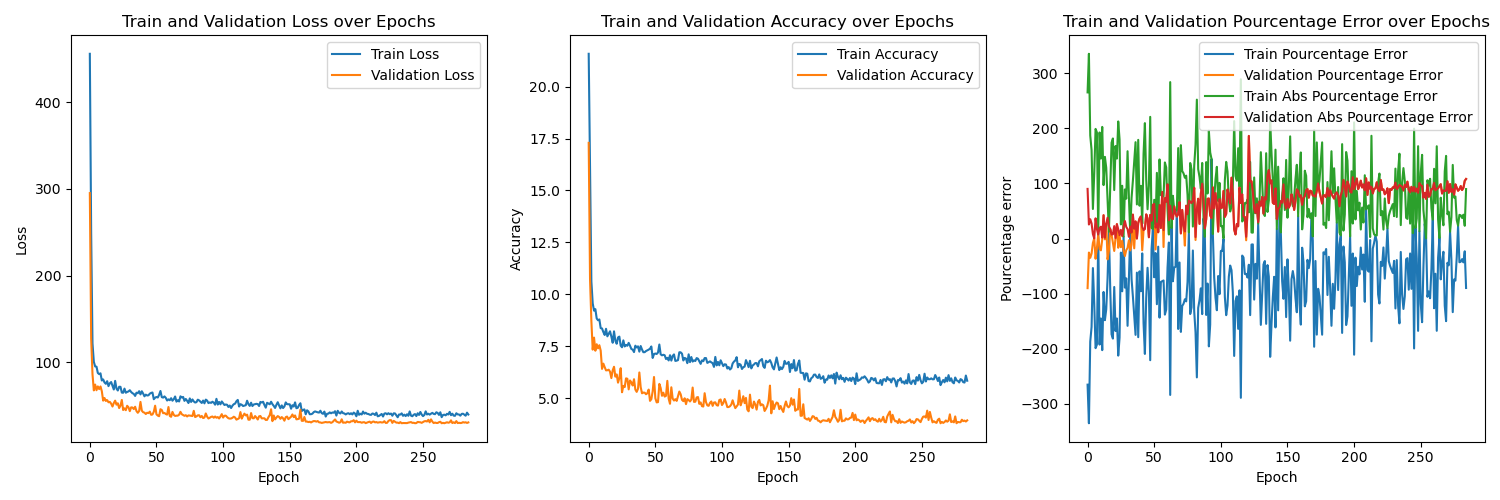 Train and Validation Loss over Epochs
Loss
400
300
200
100
0
50
100
150
200
250
Epoch
Train Loss
Validation Loss
Train and Validation Accuracy over Epochs
Accuracy
20.0
17.5
15.0
12.5
10.0
7.5
5.0
0
50
100
150
200
250
Epoch
Train Accuracy
Validation Accuracy
Train and Validation Pourcentage Error over Epochs
Pourcentage error
300
200
100
0
−100
−200
−300
0
50
100
150
200
250
Epoch
Train Pourcentage Error
Validation Pourcentage Error
Train Abs Pourcentage Error
Validation Abs Pourcentage Error